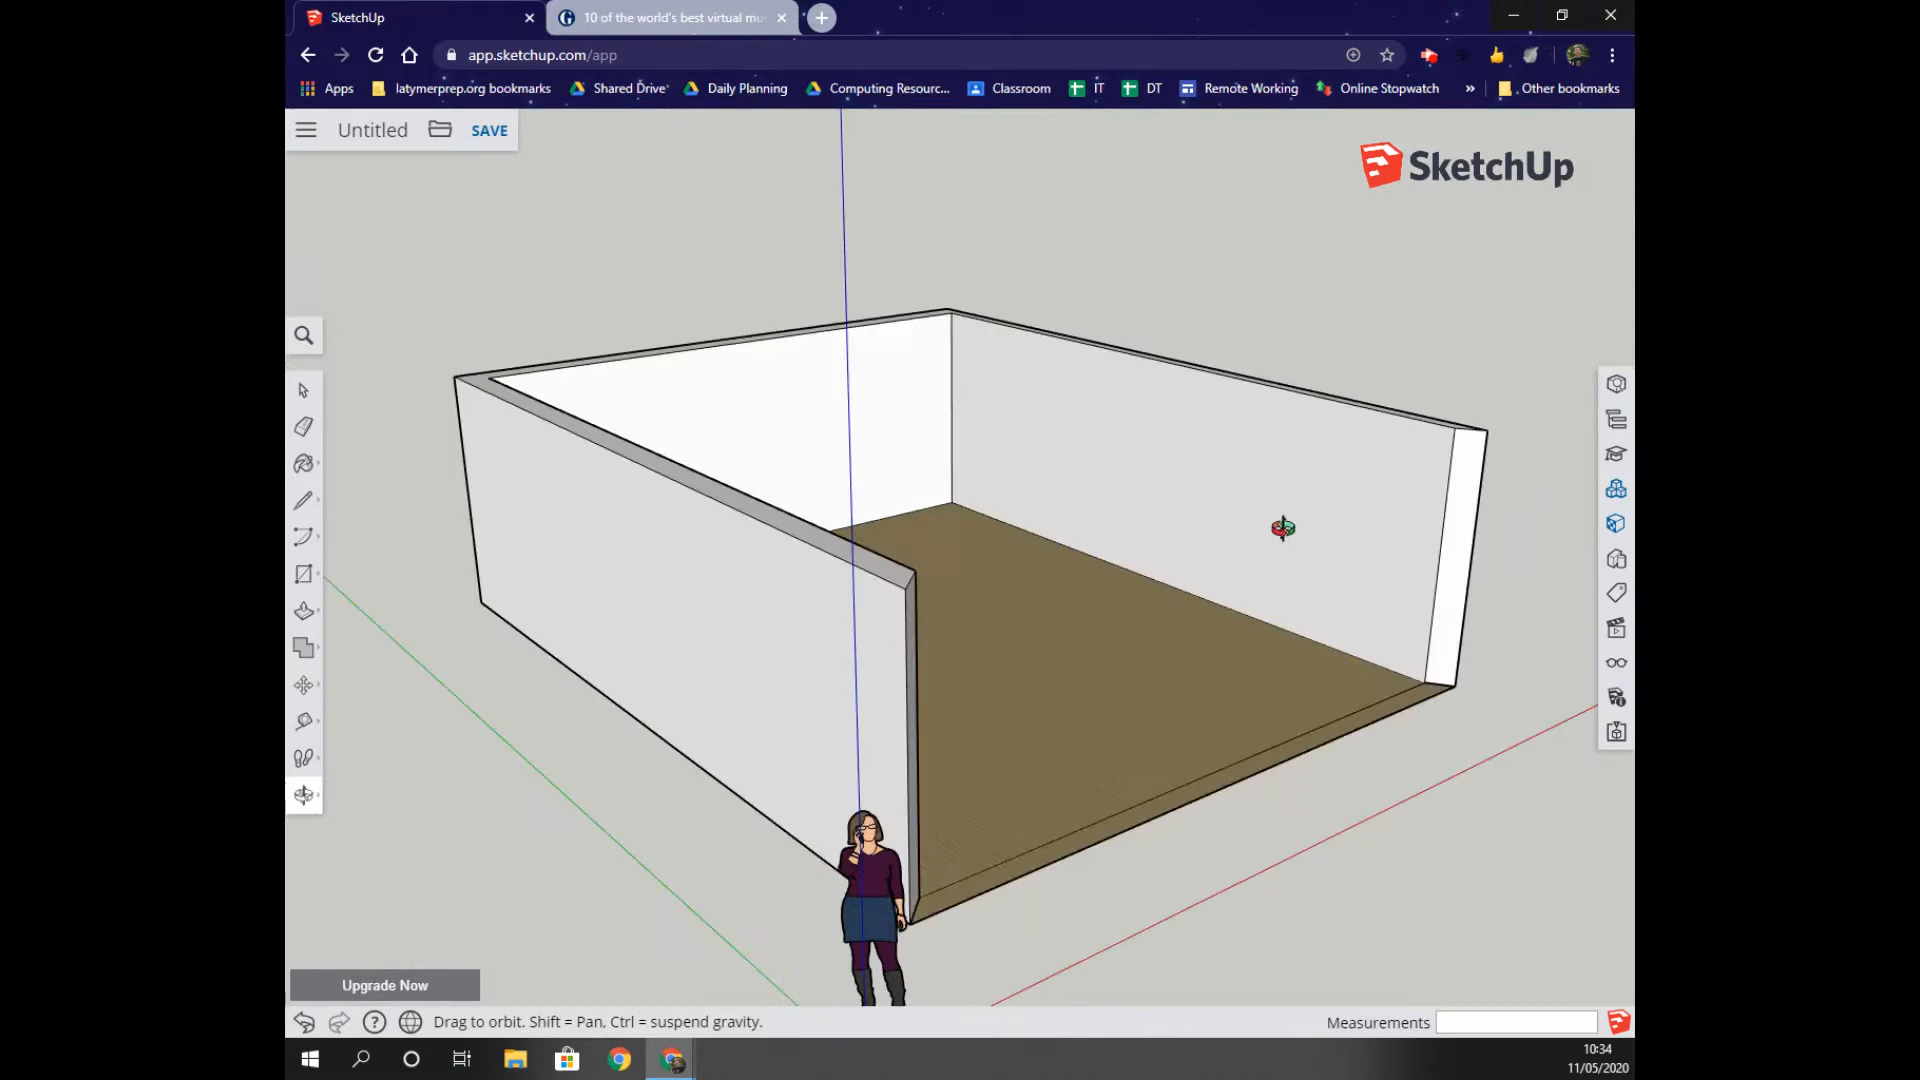 SketchUp
10 of the world's best virtual mu
app.sketchup.com/app
Apps
latymerprep.org bookmarks
Shared Drive
Daily Planning
Computing Resourc...
Classroom
IT
DT
Remote Working
Online Stopwatch
»
Other bookmarks
Untitled
SAVE
SketchUp
Upgrade Now
Drag to orbit. Shift = Pan, Ctrl = suspend gravity.
Measurements
10:34
11/05/2020